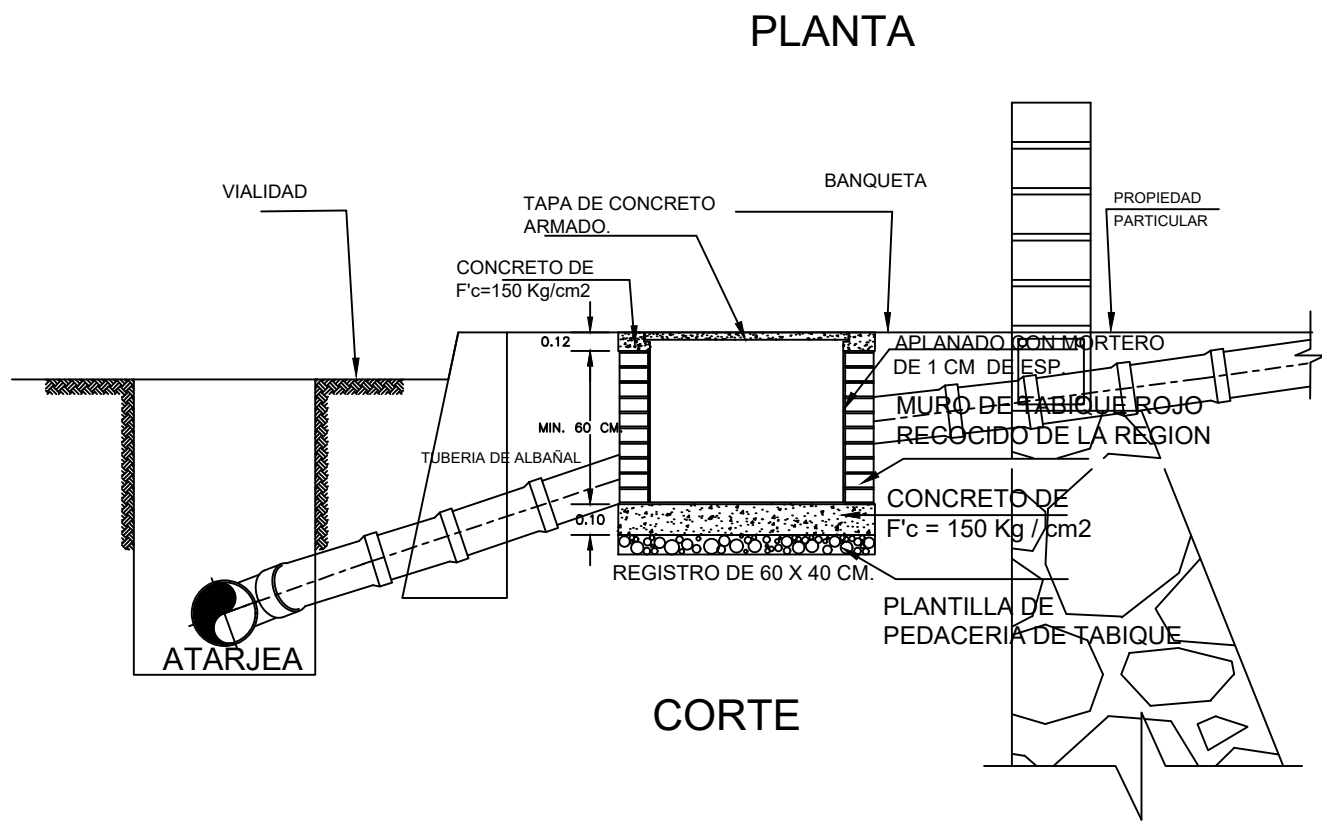 PLANTA
VIALIDAD
TAPA DE CONCRETO
ARMADO.
BANQUETA
PROPIEDAD
PARTICULAR
CONCRETO DE
F'c=150 Kg/cm2
0.12
APLANADO CON MORTERO
DE 1 CM DE ESP.
MURO DE TABIQUE ROJO
RECOCIDO DE LA REGION
MIN. 60 CM.
TUBERIA DE ALBAÑAL
CONCRETO DE
F'c = 150 Kg / cm2
0.10
REGISTRO DE 60 X 40 CM.
PLANTILLA DE
PEDACERIA DE TABIQUE
ATARJEA
CORTE